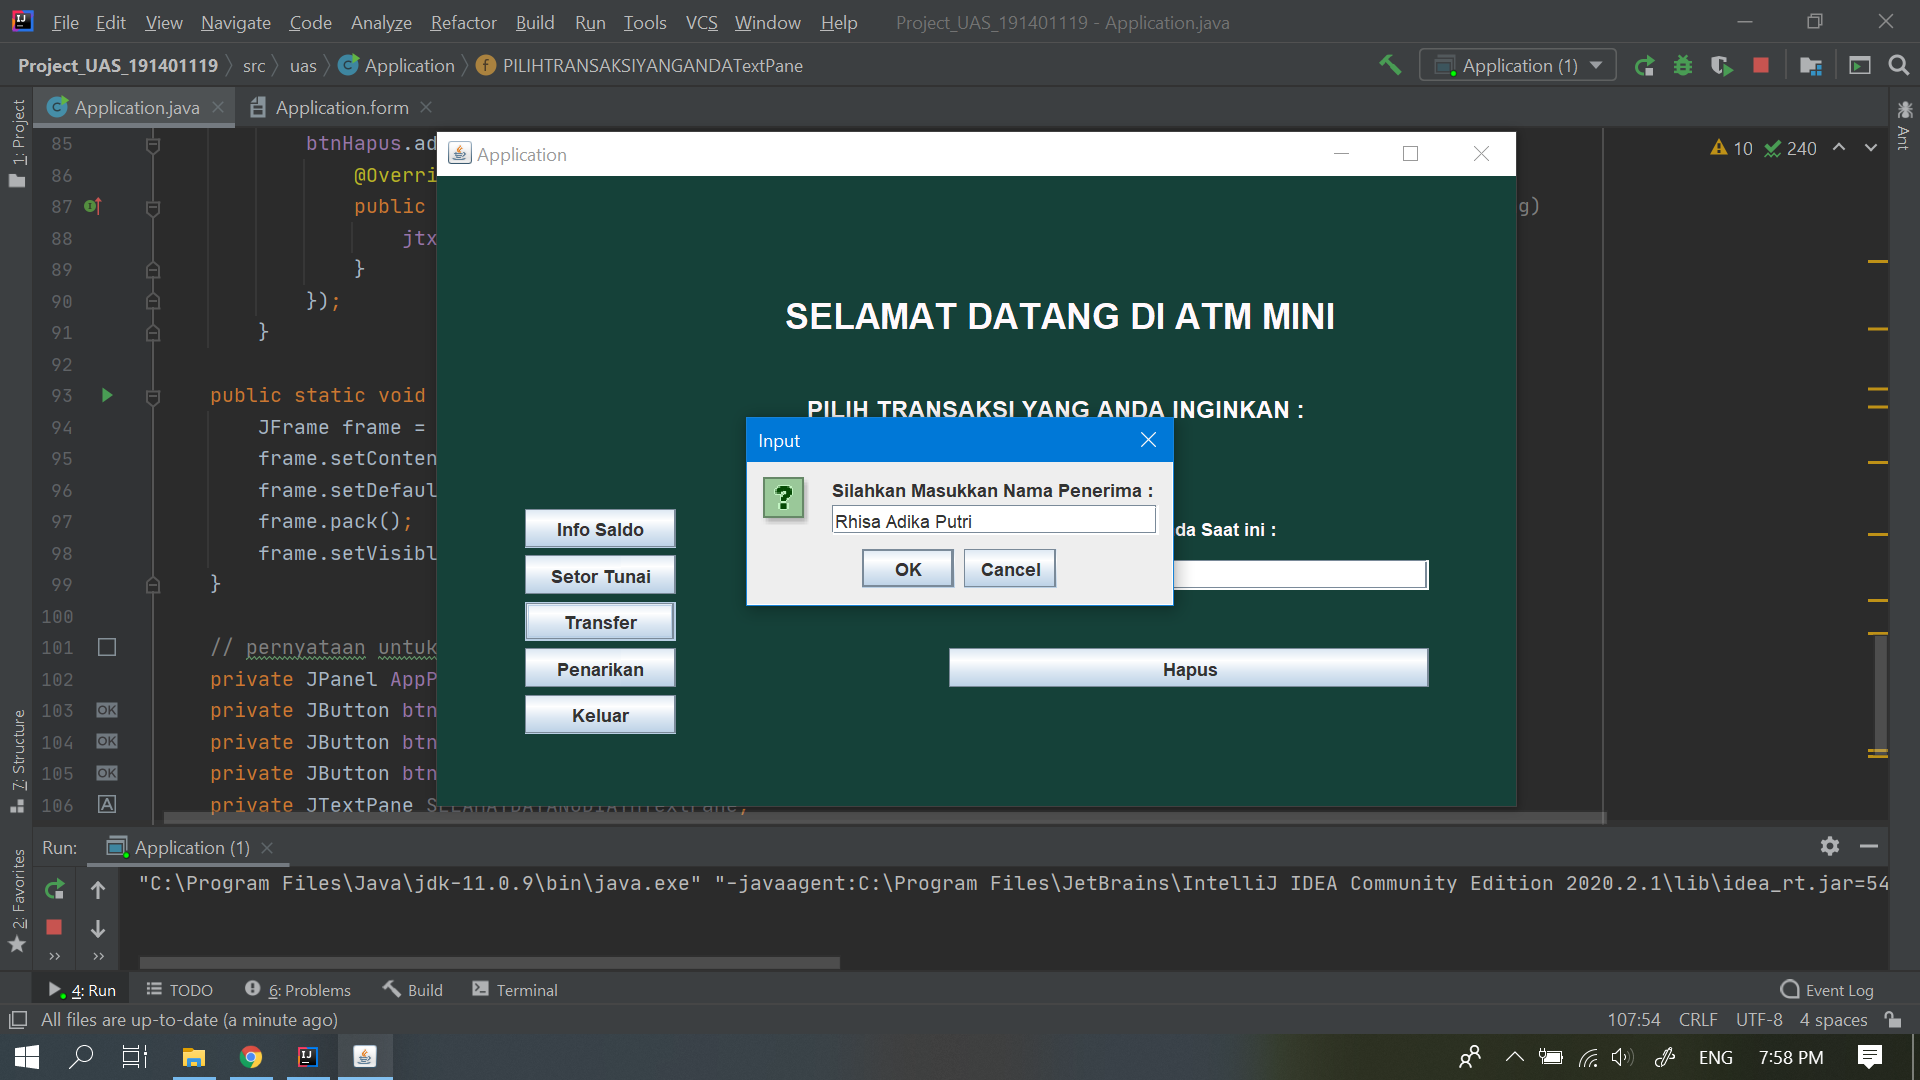 File Edit View Navigate Code Analyze Refactor Build Run Tools VCS Window Help Project_UAS_191401119 - Application.java
Project_UAS_191401119 src uas Application PILIHTRANSAKSIYANGANDATextPane Application (1)
Application.java Application.form
1: Project
Ant
10 240
85 btnHapus.ad
86 @Overri
87 public g)
88 jtx
89 }
90 });
91 }
92
93 public static void
94 JFrame frame =
95 frame.setConten
96 frame.setDefaul
97 frame.pack();
98 frame.setVisibl
99 }
100
101 // pernyataan untuk
102 private JPanel AppP
103 private JButton btn
104 private JButton btn
105 private JButton btn
106 private JTextPane SELAMATDATANGDIATMTextPane;
Application
SELAMAT DATANG DI ATM MINI
PILIH TRANSAKSI YANG ANDA INGINKAN :
Input
Silahkan Masukkan Nama Penerima :
Rhisa Adika Putri
OK Cancel
da Saat ini :
Info Saldo
Setor Tunai
Transfer
Penarikan
Keluar
Hapus
7: Structure
2: Favorites
Run: Application (1)
"C:\Program Files\Java\jdk-11.0.9\bin\java.exe" "-javaagent:C:\Program Files\JetBrains\IntelliJ IDEA Community Edition 2020.2.1\lib\idea_rt.jar=54
4: Run TODO 6: Problems Build Terminal Event Log
All files are up-to-date (a minute ago) 107:54 CRLF UTF-8 4 spaces
ENG 7:58 PM